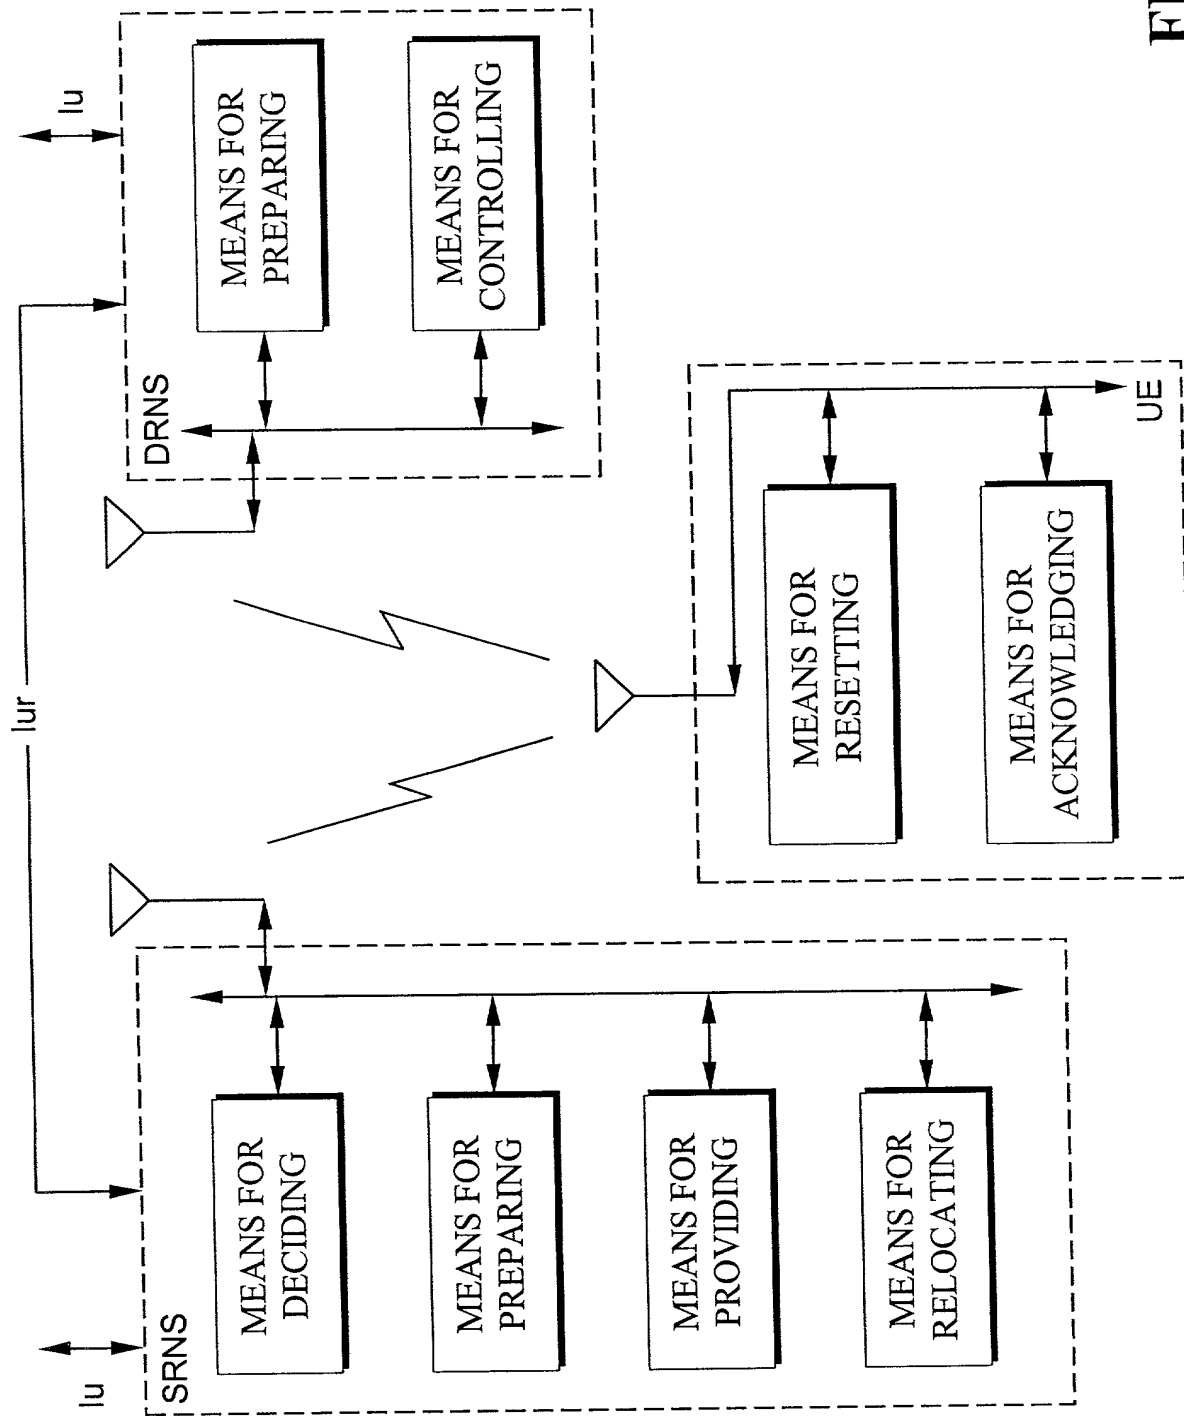 Iur
Iu
Iu
SRNS
MEANS FOR
DECIDING
MEANS FOR
PREPARING
MEANS FOR
PROVIDING
MEANS FOR
RELOCATING
DRNS
MEANS FOR
PREPARING
MEANS FOR
CONTROLLING
MEANS FOR
RESETTING
MEANS FOR
ACKNOWLEDGING
UE